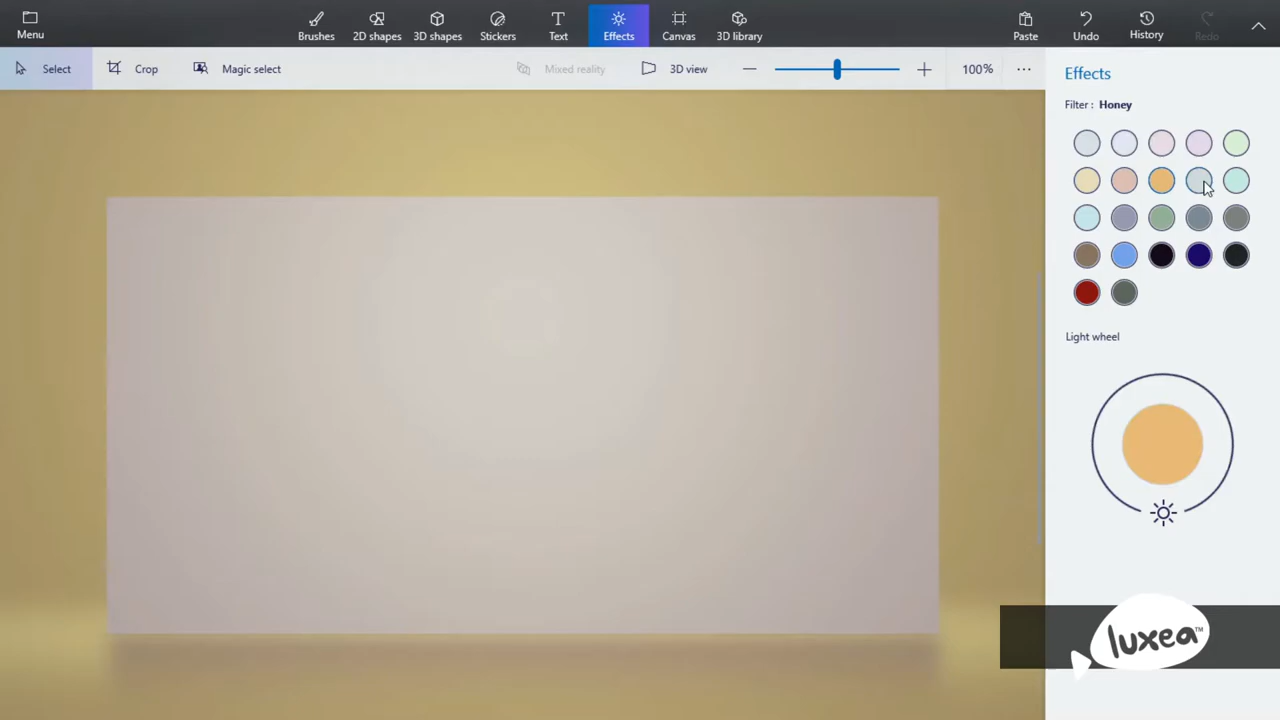 Menu
Brushes
2D shapes
3D shapes
Stickers
Text
Effects
Canvas
3D library
Paste
Undo
History
Redo
Select
Crop
Magic select
Mixed reality
3D view
100%
Effects
Filter : Honey
Light wheel
luxea™